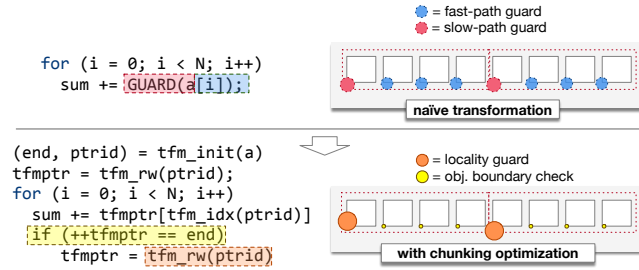 for (i = 0; i < N; i++)
sum += GUARD(a[i]);
= fast-path guard
= slow-path guard
naïve transformation
(end, ptrid) = tfm_init(a)
tfmptr = tfm_rw(ptrid);
for (i = 0; i < N; i++)
sum += tfmptr[tfm_idx(ptrid)]
if (++tfmptr == end)
tfmptr = tfm_rw(ptrid)
= locality guard
= obj. boundary check
with chunking optimization